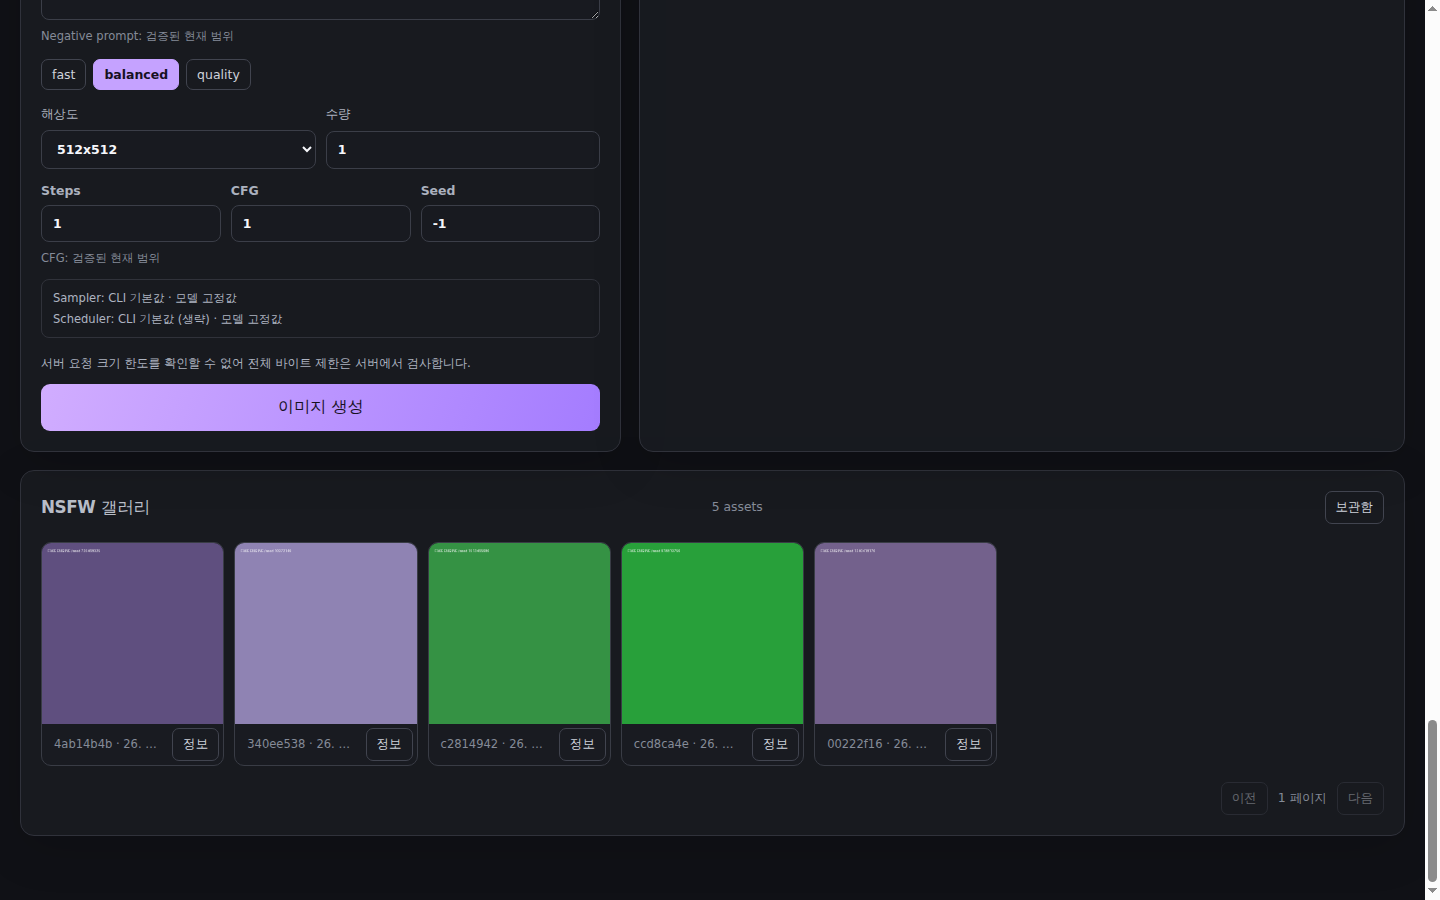 Negative prompt: 검증된 현재 범위
fast balanced quality
해상도 수량
512x512 1
Steps CFG Seed
1 1 -1
CFG: 검증된 현재 범위
Sampler: CLI 기본값 · 모델 고정값
Scheduler: CLI 기본값 (생략) · 모델 고정값
서버 요청 크기 한도를 확인할 수 없어 전체 바이트 제한은 서버에서 검사합니다.
이미지 생성
NSFW 갤러리 5 assets 보관함
4ab14b4b · 26. ... 정보 340ee538 · 26. ... 정보 c2814942 · 26. ... 정보 ccd8ca4e · 26. ... 정보 00222f16 · 26. ... 정보
이전 1 페이지 다음